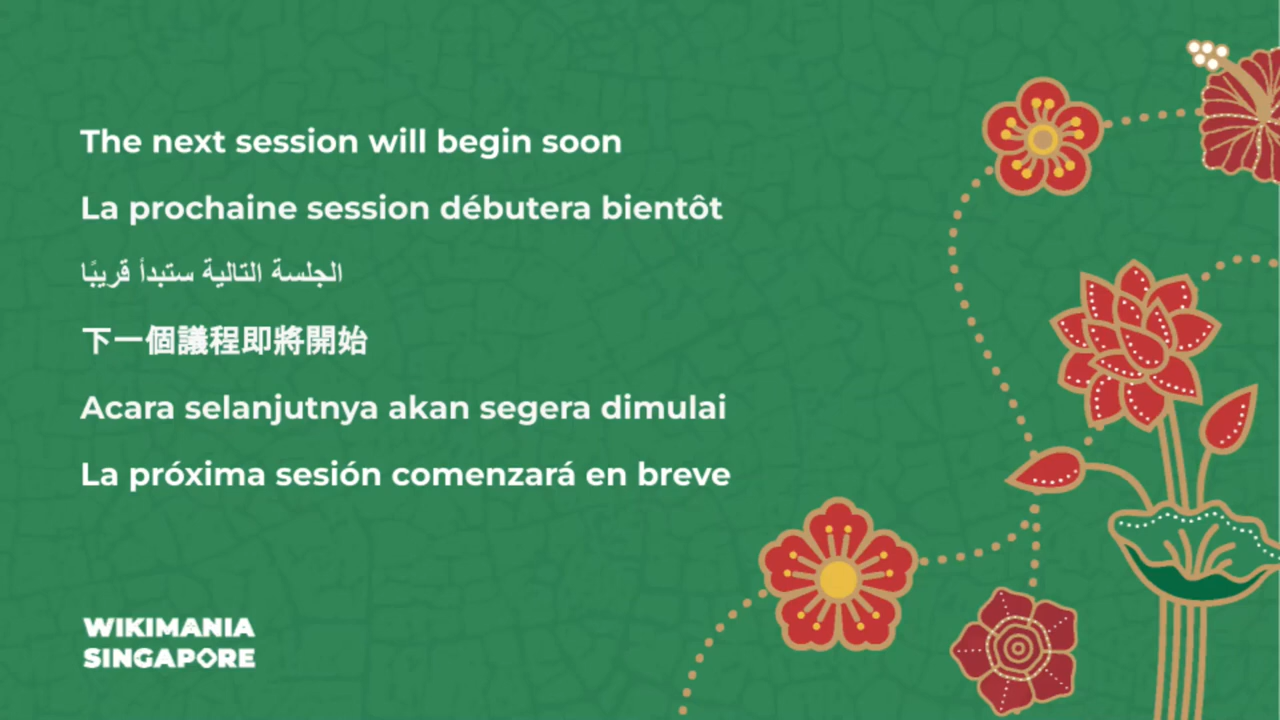 The next session will begin soon
La prochaine session débutera bientôt
الجلسة التالية ستبدأ قريبًا
下一個議程即將開始
Acara selanjutnya akan segera dimulai
La próxima sesión comenzará en breve
WIKIMANIA
SINGAPORE